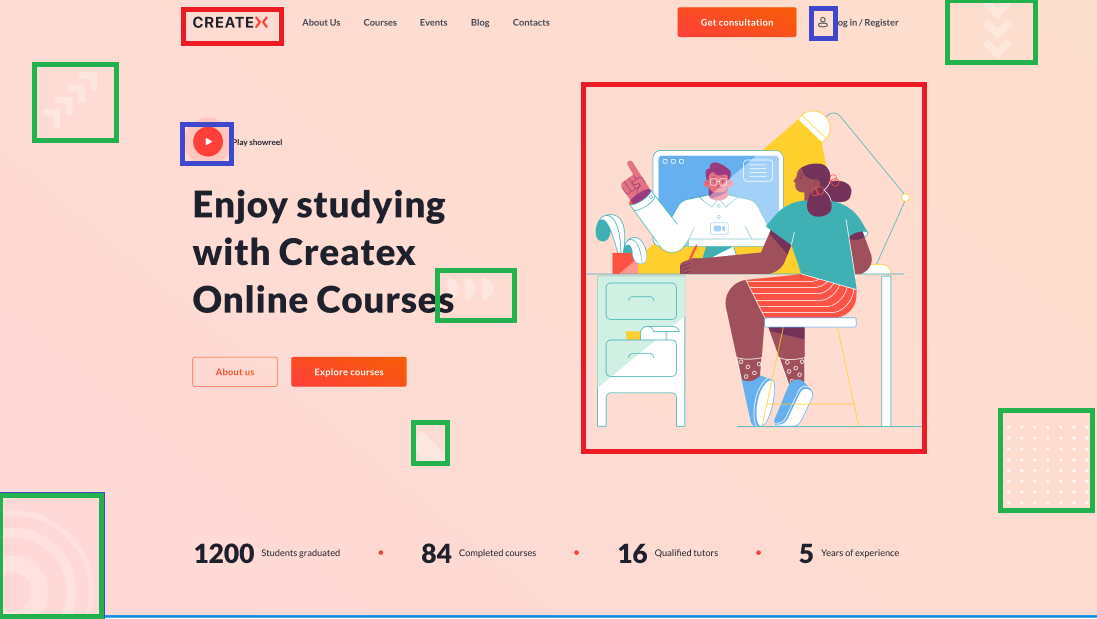 CREATEX
About Us
Courses
Events
Blog
Contacts
Get consultation
og in / Register
Play showreel
Enjoy studying
with Createx
Online Courses
About us
Explore courses
1200 Students graduated
84 Completed courses
16 Qualified tutors
5 Years of experience